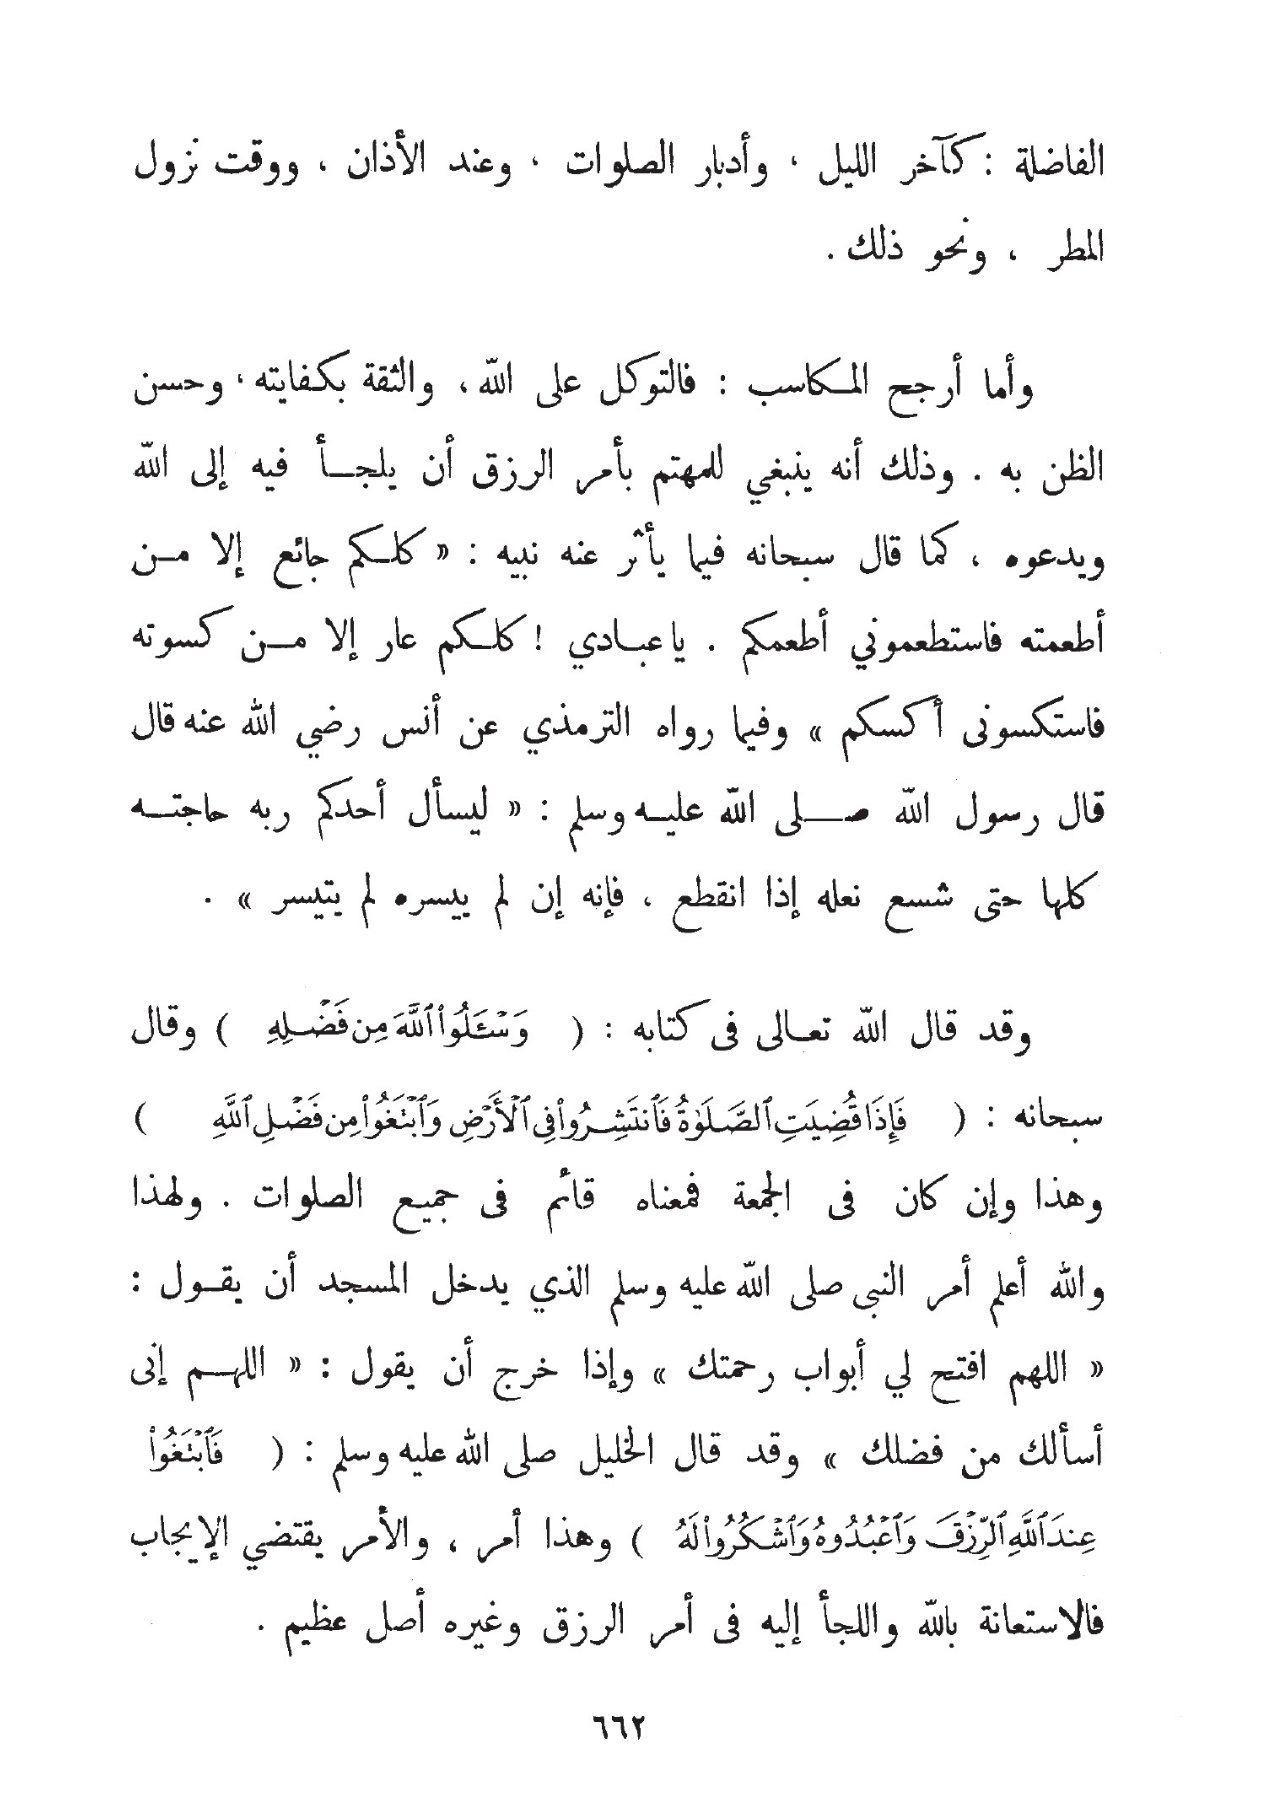 الفاضلة : كآخر الليل ، وأدبار الصلوات ، وعند الأذان ، ووقت نزول
المطر ، ونحو ذلك .
وأما أرجح المكاسب : فالتوكل على الله ، والثقة بكفايته ، وحسن
الظن به . وذلك أنه ينبغي للمهتم بأمر الرزق أن يلجأ فيه إلى الله
ويدعوه ، كما قال سبحانه فيما يأثر عنه نبيه : « كلكم جائع إلا من
أطعمته فاستطعموني أطعمكم . يا عبادي ! كلكم عار إلا من كسوته
فاستكسونى أكسكم » وفيما رواه الترمذي عن أنس رضي الله عنه قال
قال رسول الله صلى الله عليه وسلم : « ليسأل أحدكم ربه حاجته
كلها حتى شسع نعله إذا انقطع ، فإنه إن لم ييسره لم يتيسر » .
وقد قال الله تعالى فى كتابه : ( وَسْـَٔلُوا۟ ٱللَّهَ مِن فَضْلِهِ ) وقال
سبحانه : ( فَإِذَا قُضِيَتِ ٱلصَّلَوٰةُ فَٱنتَشِرُوا۟ فِى ٱلْأَرْضِ وَٱبْتَغُوا۟ مِن فَضْلِ ٱللَّهِ )
وهذا وإن كان فى الجمعة فمعناه قائم فى جميع الصلوات . ولهذا
والله أعلم أمر النبى صلى الله عليه وسلم الذي يدخل المسجد أن يقول :
« اللهم افتح لي أبواب رحمتك » وإذا خرج أن يقول : « اللهم إنى
أسألك من فضلك » وقد قال الخليل صلى الله عليه وسلم : ( فَٱبْتَغُوا۟
عِندَ ٱللَّهِ ٱلرِّزْقَ وَٱعْبُدُوهُ وَٱشْكُرُوا۟ لَهُ ) وهذا أمر ، والأمر يقتضي الإيجاب
فالاستعانة بالله واللجأ إليه فى أمر الرزق وغيره أصل عظيم .
٦٦٢